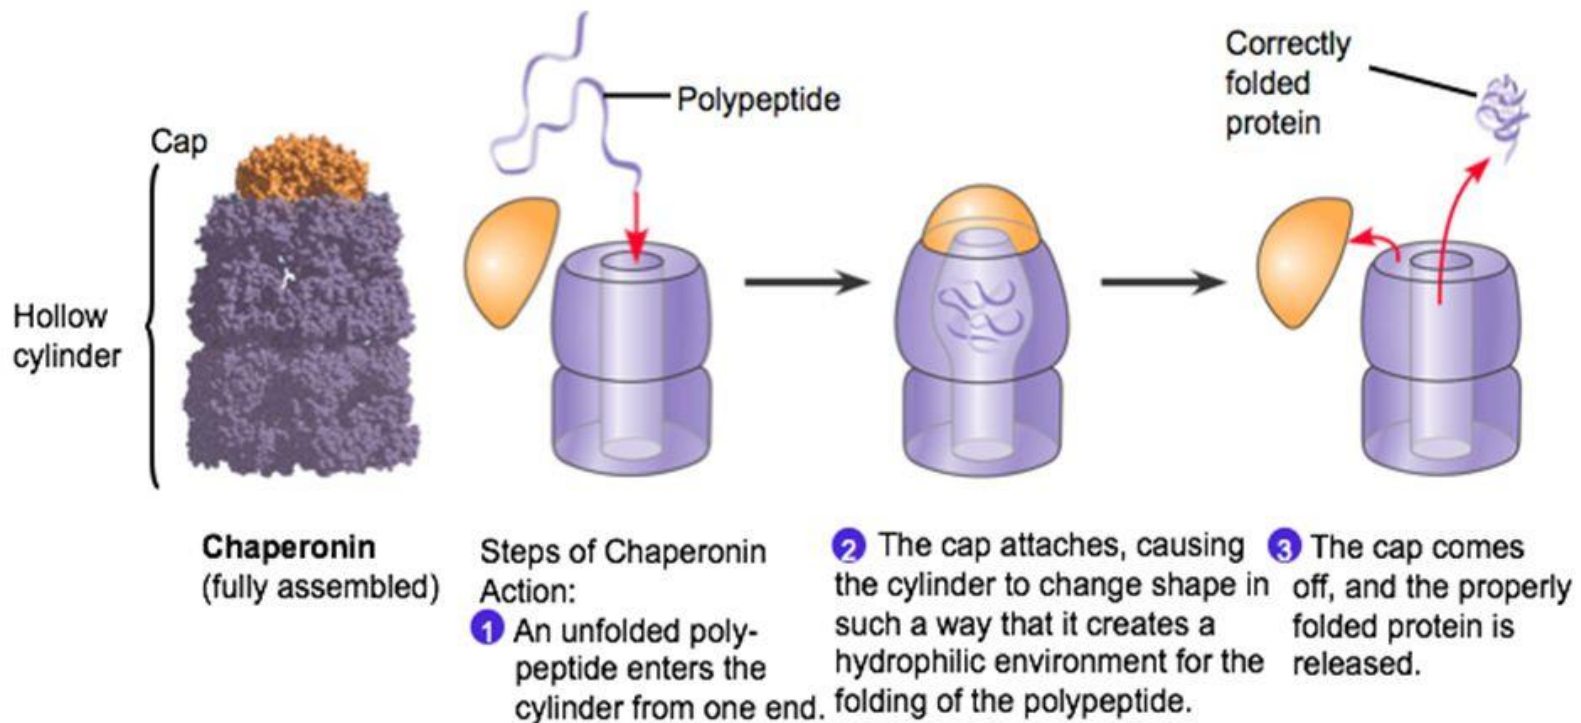 Cap
Hollow
cylinder
Polypeptide
Correctly
folded
protein
Chaperonin
(fully assembled)
Steps of Chaperonin
Action:
1 An unfolded poly-
peptide enters the
cylinder from one end.
2 The cap attaches, causing
the cylinder to change shape in
such a way that it creates a
hydrophilic environment for the
folding of the polypeptide.
3 The cap comes
off, and the properly
folded protein is
released.